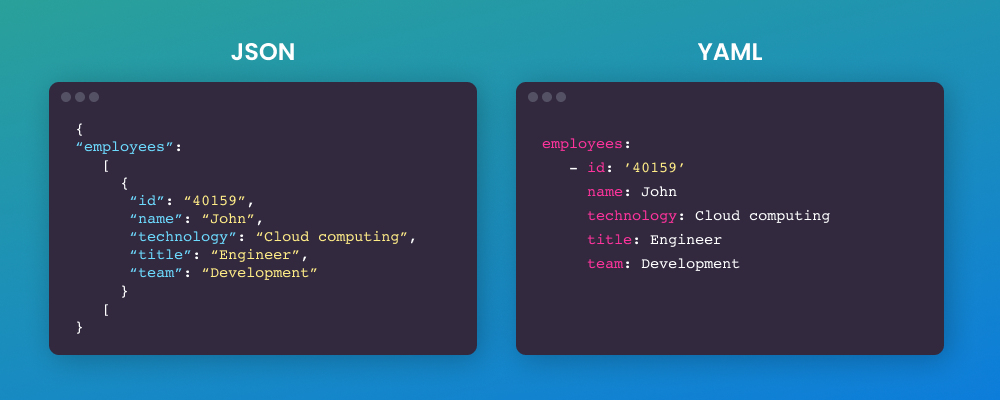 JSON
{
“employees”:
[
{
“id”: “40159”,
“name”: “John”,
“technology”: “Cloud computing”,
“title”: “Engineer”,
“team”: “Development”
}
[
}
YAML
employees:
- id: ’40159’
name: John
technology: Cloud computing
title: Engineer
team: Development